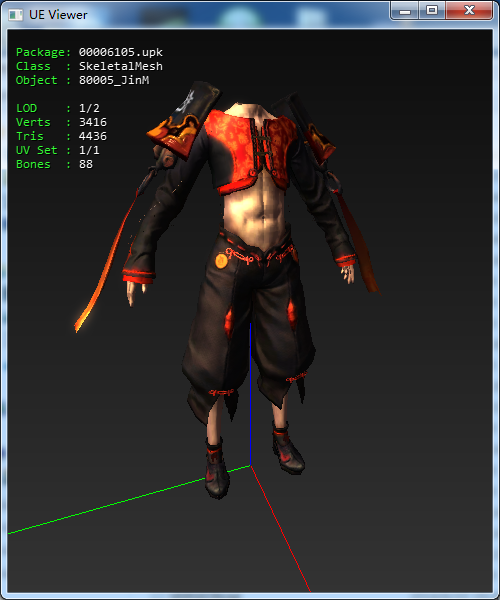 UE Viewer
Package: 00006105.upk
Class : SkeletalMesh
Object : 80005_JinM
LOD : 1/2
Verts : 3416
Tris : 4436
UV Set : 1/1
Bones : 88